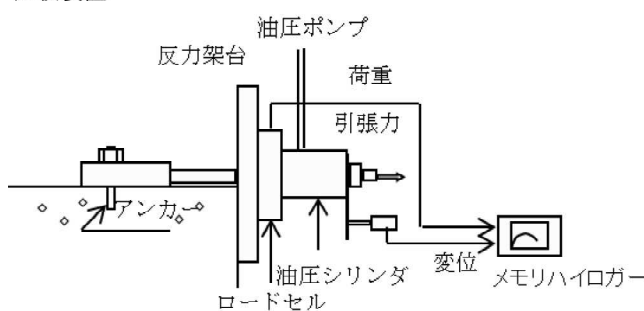 油圧ポンプ
反力架台
荷重
引張力
アンカー
変位
油圧シリンダ
メモリハイロガー
ロードセル